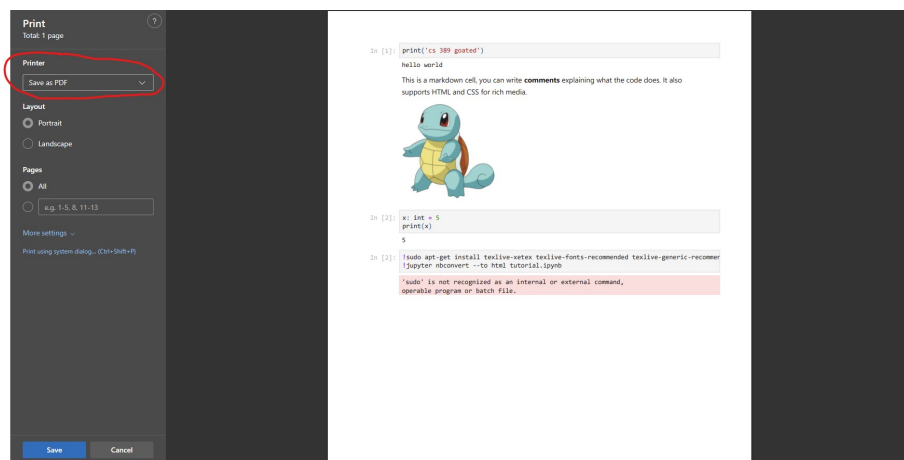 Print
?
Total: 1 page
Printer
Save as PDF
Layout
Portrait
Landscape
Pages
All
e.g. 1-5, 8, 11-13
More settings
Print using system dialog... (Ctrl+Shift+P)
Save
Cancel
In [1]: print('cs 389 goated')
hello world
This is a markdown cell, you can write comments explaining what the code does. It also
supports HTML and CSS for rich media.
In [2]: x: int = 5
print(x)
5
In [2]: !sudo apt-get install texlive-xetex texlive-fonts-recommended texlive-generic-recommer
!jupyter nbconvert --to html tutorial.ipynb
'sudo' is not recognized as an internal or external command,
operable program or batch file.